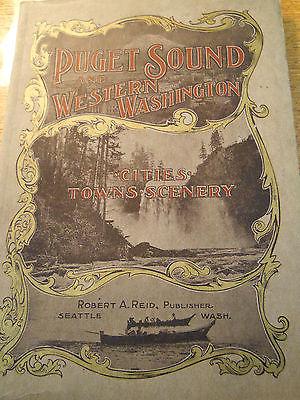 PUGET SOUND
AND
WESTERN
WASHINGTON
"CITIES,
TOWNS, SCENERY"
ROBERT A. REID, PUBLISHER.
SEATTLE WASH.